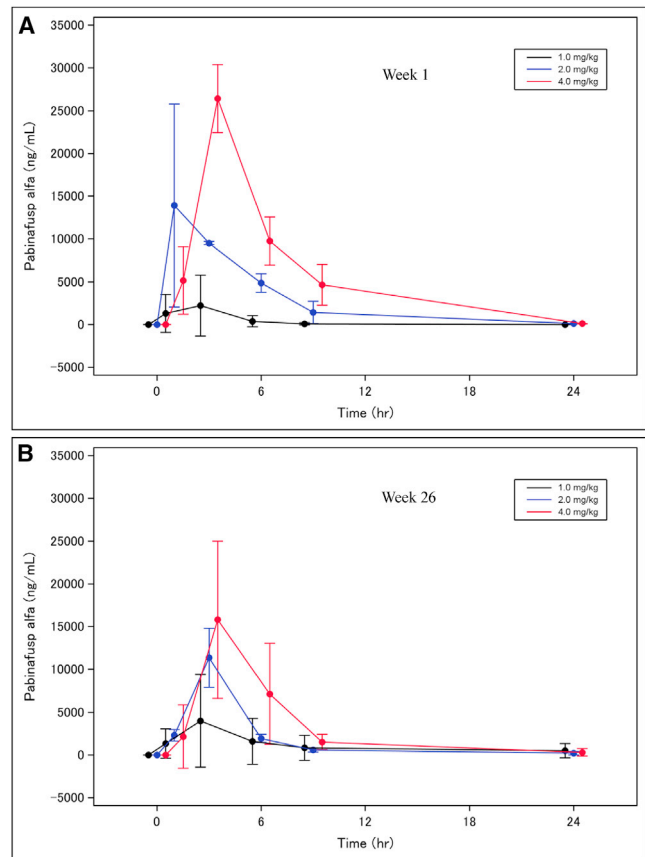 A
35000
30000
25000
20000
15000
10000
5000
0
−5000
Pabinafusp alfa (ng/mL)
Week 1
1.0 mg/kg
2.0 mg/kg
4.0 mg/kg
0 6 12 18 24
Time (hr)
B
35000
30000
25000
20000
15000
10000
5000
0
−5000
Pabinafusp alfa (ng/mL)
Week 26
1.0 mg/kg
2.0 mg/kg
4.0 mg/kg
0 6 12 18 24
Time (hr)